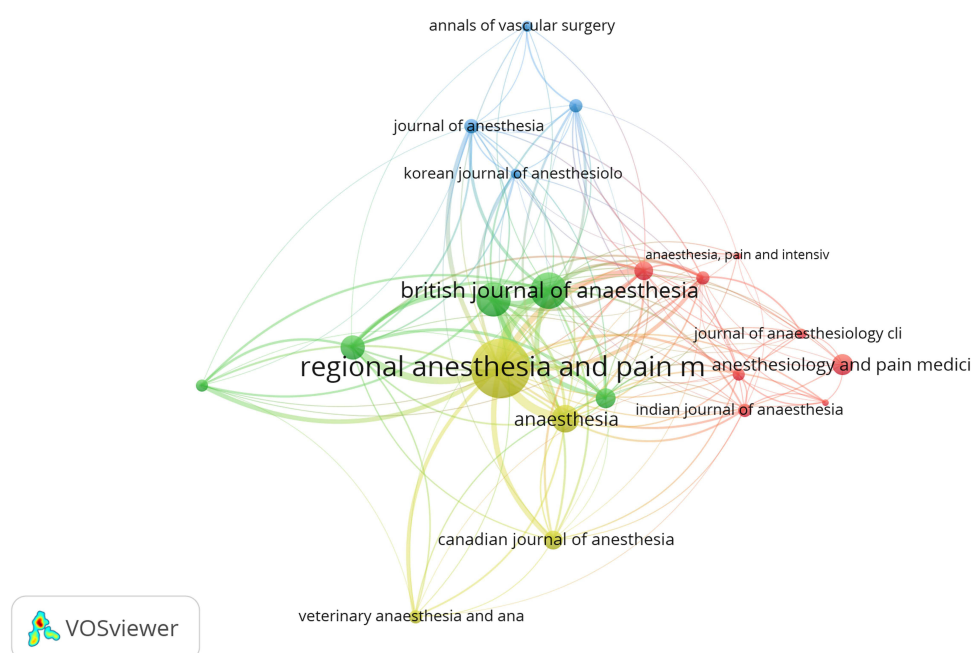 annals of vascular surgery
journal of anesthesia
korean journal of anesthesiolo
anaesthesia, pain and intensiv
british journal of anaesthesia
journal of anaesthesiology cli
regional anesthesia and pain m
anesthesiology and pain medici
indian journal of anaesthesia
anaesthesia
canadian journal of anesthesia
veterinary anaesthesia and ana
VOSviewer